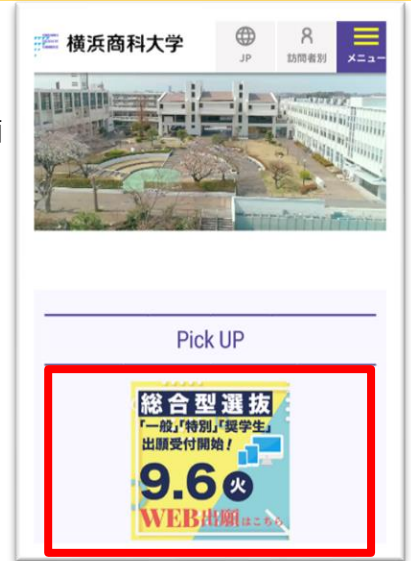 横浜商科大学
JP
訪問者別
メニュー
Pick UP
総合型選抜
「一般」「特別」「奨学生」
出願受付開始！
9.6火
WEB出願はこちら